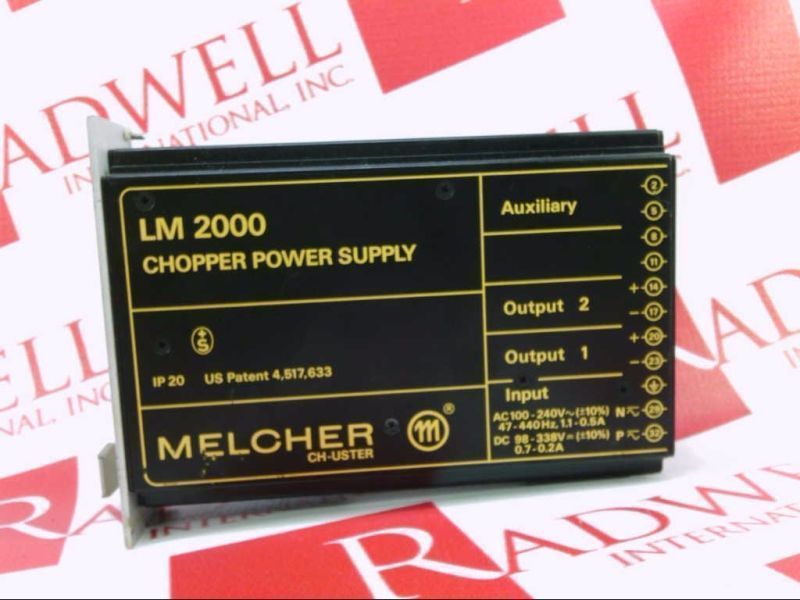 RADWELL
INTERNATIONAL, INC.
LM 2000
CHOPPER POWER SUPPLY
+
S
IP 20 US Patent 4,517,633
MELCHER
CH-USTER
m ®
Auxiliary
Output 2
Output 1
Input
AC 100 - 240V ~ (±10%)
47 - 440 Hz, 1.1 - 0.5A
DC 98 - 338V = (±10%)
0.7 - 0.2A
2
5
8
11
+ 14
− 17
+ 20
− 23
N 29
P 32
RADWELL
INTERNATIONAL